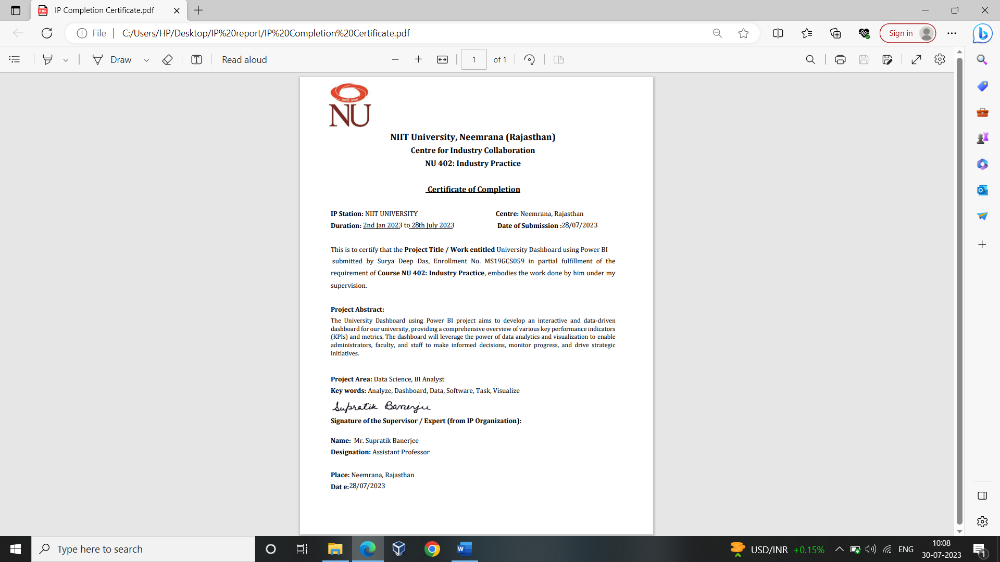 IP Completion Certificate.pdf
File
C:/Users/HP/Desktop/IP%20report/IP%20Completion%20Certificate.pdf
Sign in
Draw
Read aloud
1 of 1
NU
NIIT University, Neemrana (Rajasthan)
Centre for Industry Collaboration
NU 402: Industry Practice
Certificate of Completion
IP Station: NIIT UNIVERSITY Centre: Neemrana, Rajasthan
Duration: 2nd Jan 2023 to 28th July 2023 Date of Submission :28/07/2023
This is to certify that the Project Title / Work entitled University Dashboard using Power BI
submitted by Surya Deep Das, Enrollment No. MS19GCS059 in partial fulfillment of the
requirement of Course NU 402: Industry Practice, embodies the work done by him under my
supervision.
Project Abstract:
The University Dashboard using Power BI project aims to develop an interactive and data-driven
dashboard for our university, providing a comprehensive overview of various key performance indicators
(KPIs) and metrics. The dashboard will leverage the power of data analytics and visualization to enable
administrators, faculty, and staff to make informed decisions, monitor progress, and drive strategic
initiatives.
Project Area: Data Science, BI Analyst
Key words: Analyze, Dashboard, Data, Software, Task, Visualize
Supratik Banerjee
Signature of the Supervisor / Expert (from IP Organization):
Name: Mr. Supratik Banerjee
Designation: Assistant Professor
Place: Neemrana, Rajasthan
Dat e:28/07/2023
Type here to search
USD/INR +0.15%
ENG
10:08
30-07-2023
1